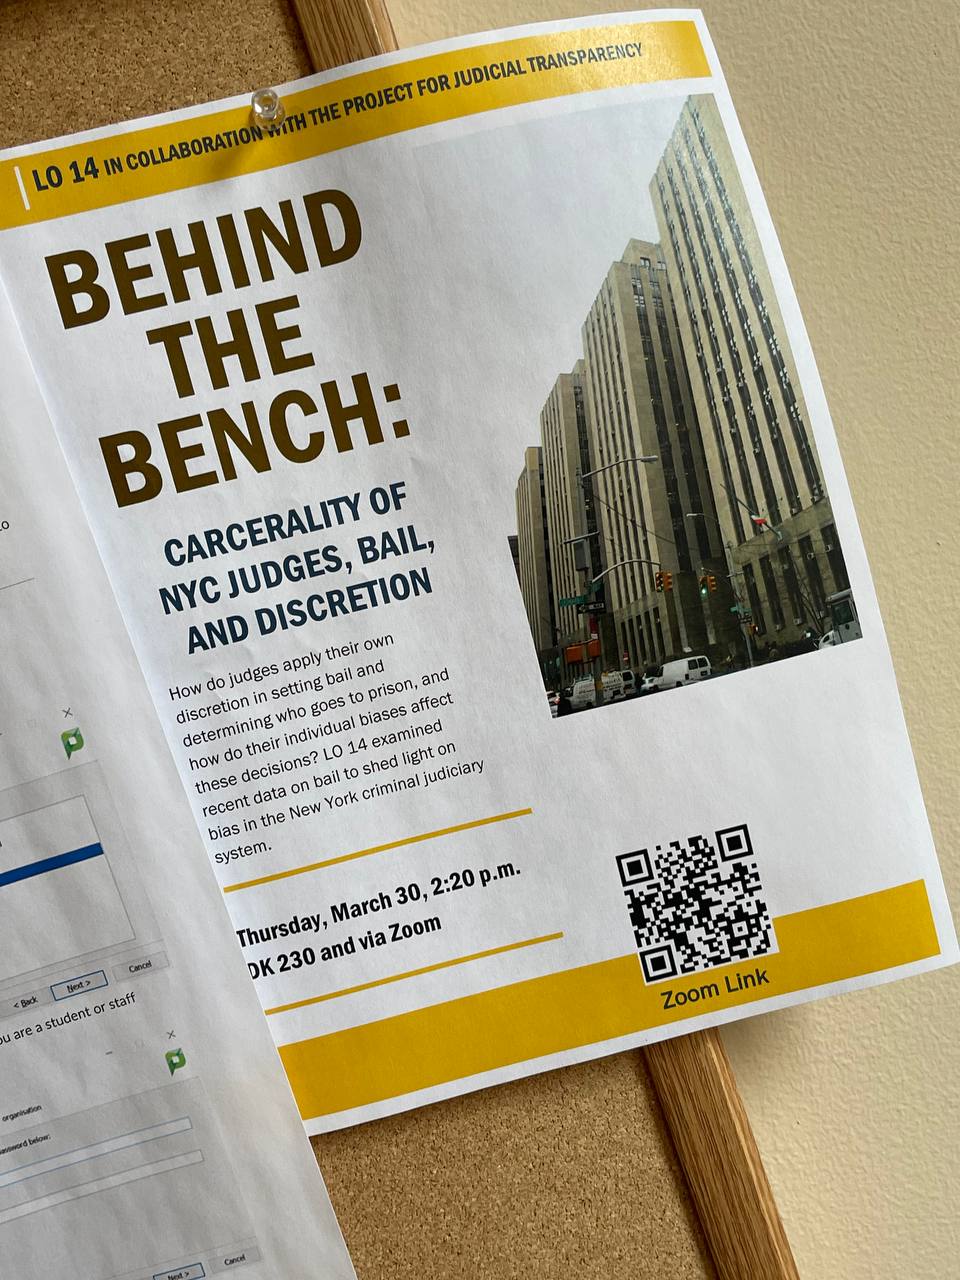 LO 14 IN COLLABORATION WITH THE PROJECT FOR JUDICIAL TRANSPARENCY
BEHIND
THE
BENCH:
CARCERALITY OF
NYC JUDGES, BAIL,
AND DISCRETION
How do judges apply their own
discretion in setting bail and
determining who goes to prison, and
how do their individual biases affect
these decisions? LO 14 examined
recent data on bail to shed light on
bias in the New York criminal judiciary
system.
Thursday, March 30, 2:20 p.m.
DK 230 and via Zoom
Zoom Link
< Back
Next >
Cancel
ou are a student or staff
organisation
password below:
Next >
Cancel